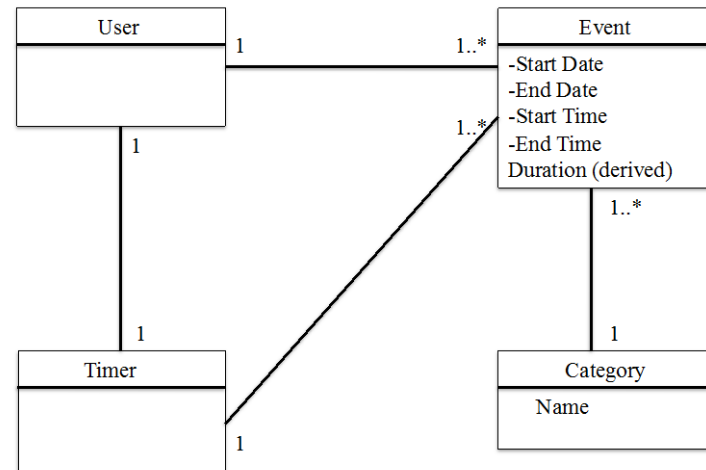 User
Event
1
1..*
-Start Date
-End Date
-Start Time
-End Time
Duration (derived)
1..*
1
1..*
1
1
Timer
Category
Name
1